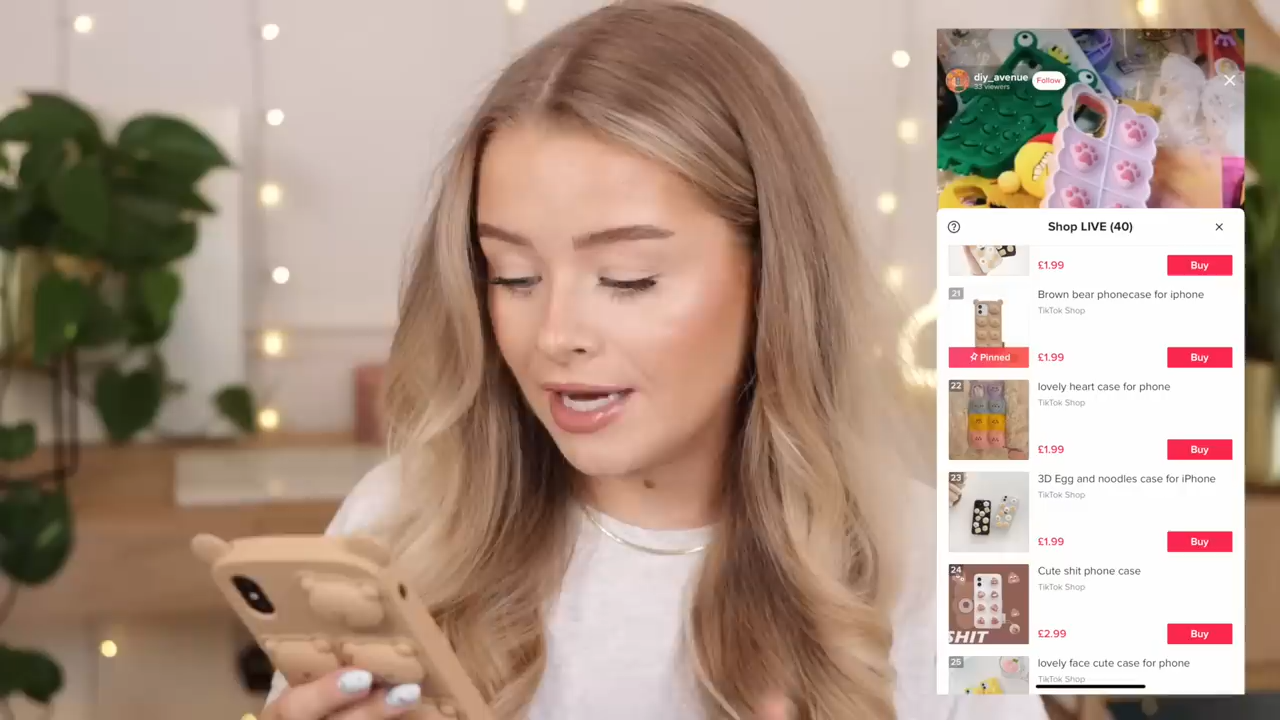 diy_avenue
Follow
33 viewers
Shop LIVE (40)
£1.99
Buy
21
Brown bear phonecase for iphone
TikTok Shop
Pinned
£1.99
Buy
22
lovely heart case for phone
TikTok Shop
£1.99
Buy
23
3D Egg and noodles case for iPhone
TikTok Shop
£1.99
Buy
24
Cute shit phone case
TikTok Shop
SHIT
£2.99
Buy
25
lovely face cute case for phone
TikTok Shop